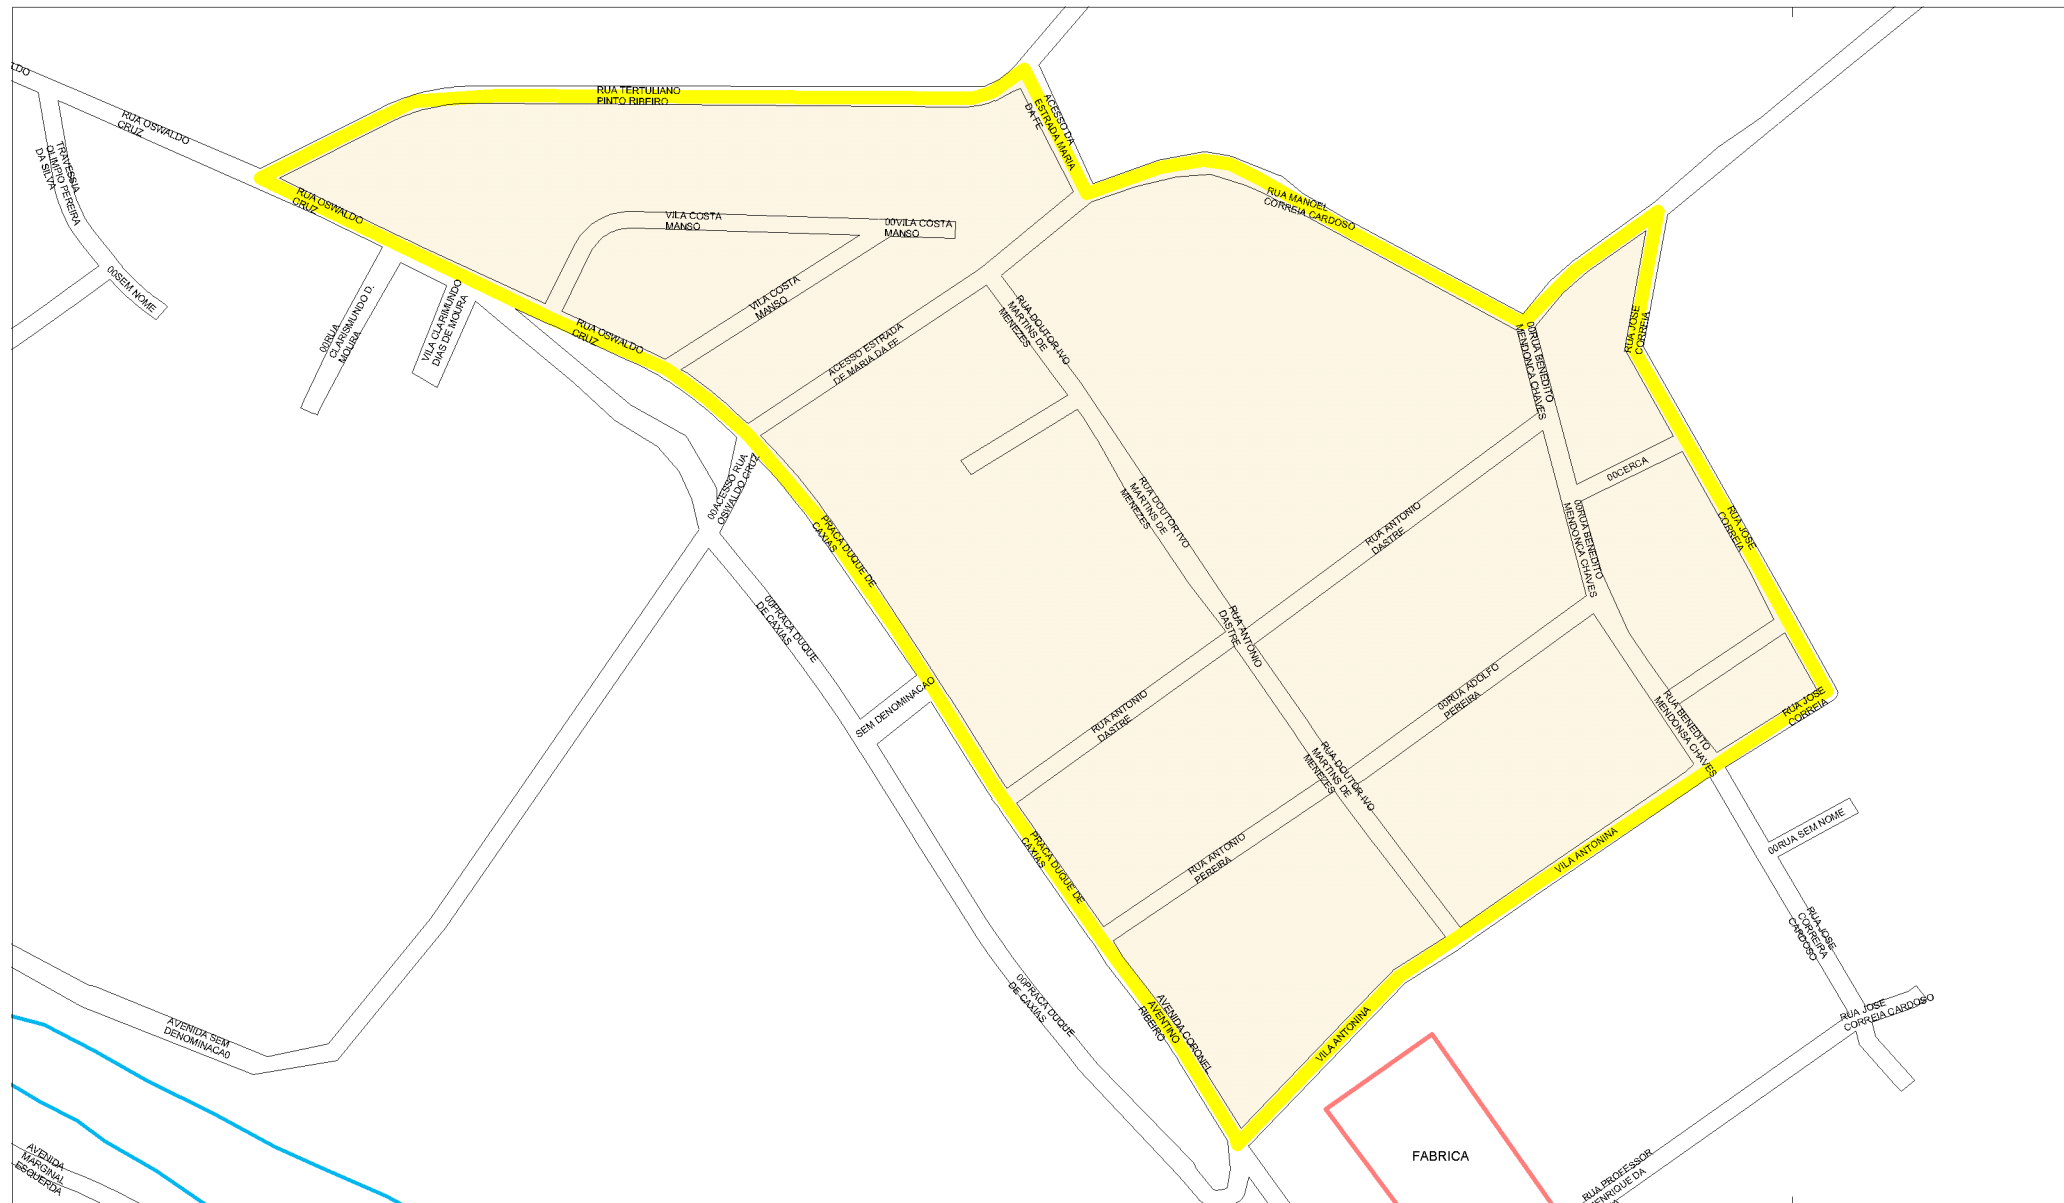 LDO
RUA OSWALDO
CRUZ
TRAVESSIA
OLIMPIO PEREIRA
DA SILVA
00SEM NOME
RUA TERTULIANO
PINTO RIBEIRO
ACESSO DA
ESTRADA MARIA
DA FE
RUA OSWALDO
CRUZ
VILA COSTA
MANSO
00VILA COSTA
MANSO
RUA MANOEL
CORREIA CARDOSO
00RUA
CLARISMUNDO D.
MOURA
VILA CLARIMUNDO
DIAS DE MOURA
RUA OSWALDO
CRUZ
VILA COSTA
MANSO
ACESSO ESTRADA
DE MARIA DA FE
RUA DOUTOR IVO
MARTINS DE
MENEZES
00RUA BENEDITO
MENDONCA CHAVES
RUA JOSE
CORREIA
00ACESSO RUA
OSWALDO CRUZ
PRACA DUQUE DE
CAXIAS
RUA DOUTOR IVO
MARTINS DE
MENEZES
RUA ANTONIO
DASTRE
00CERCA
00RUA BENEDITO
MENDONCA CHAVES
RUA JOSE
CORREIA
00PRACA DUQUE
DE CAXIAS
SEM DENOMINACAO
RUA ANTONIO
DASTRE
RUA ANTONIO
DASTRE
00RUA ADOLFO
PEREIRA
RUA BENEDITO
MENDONSA CHAVES
RUA JOSE
CORREIA
RUA DOUTOR IVO
MARTINS DE
MENEZES
PRACA DUQUE DE
CAXIAS
RUA ANTONIO
PEREIRA
VILA ANTONINA
00RUA SEM NOME
RUA JOSE
CORREIRA
CARDOSO
00PRACA DUQUE
DE CAXIAS
AVENIDA CORONEL
AVENTINO
RIBEIRO
VILA ANTONINA
RUA JOSE
CORREIA CARDOSO
AVENIDA SEM
DENOMINACA0
AVENIDA
MARGINAL
ESQUERDA
FABRICA
RUA PROFESSOR
HENRIQUE DA